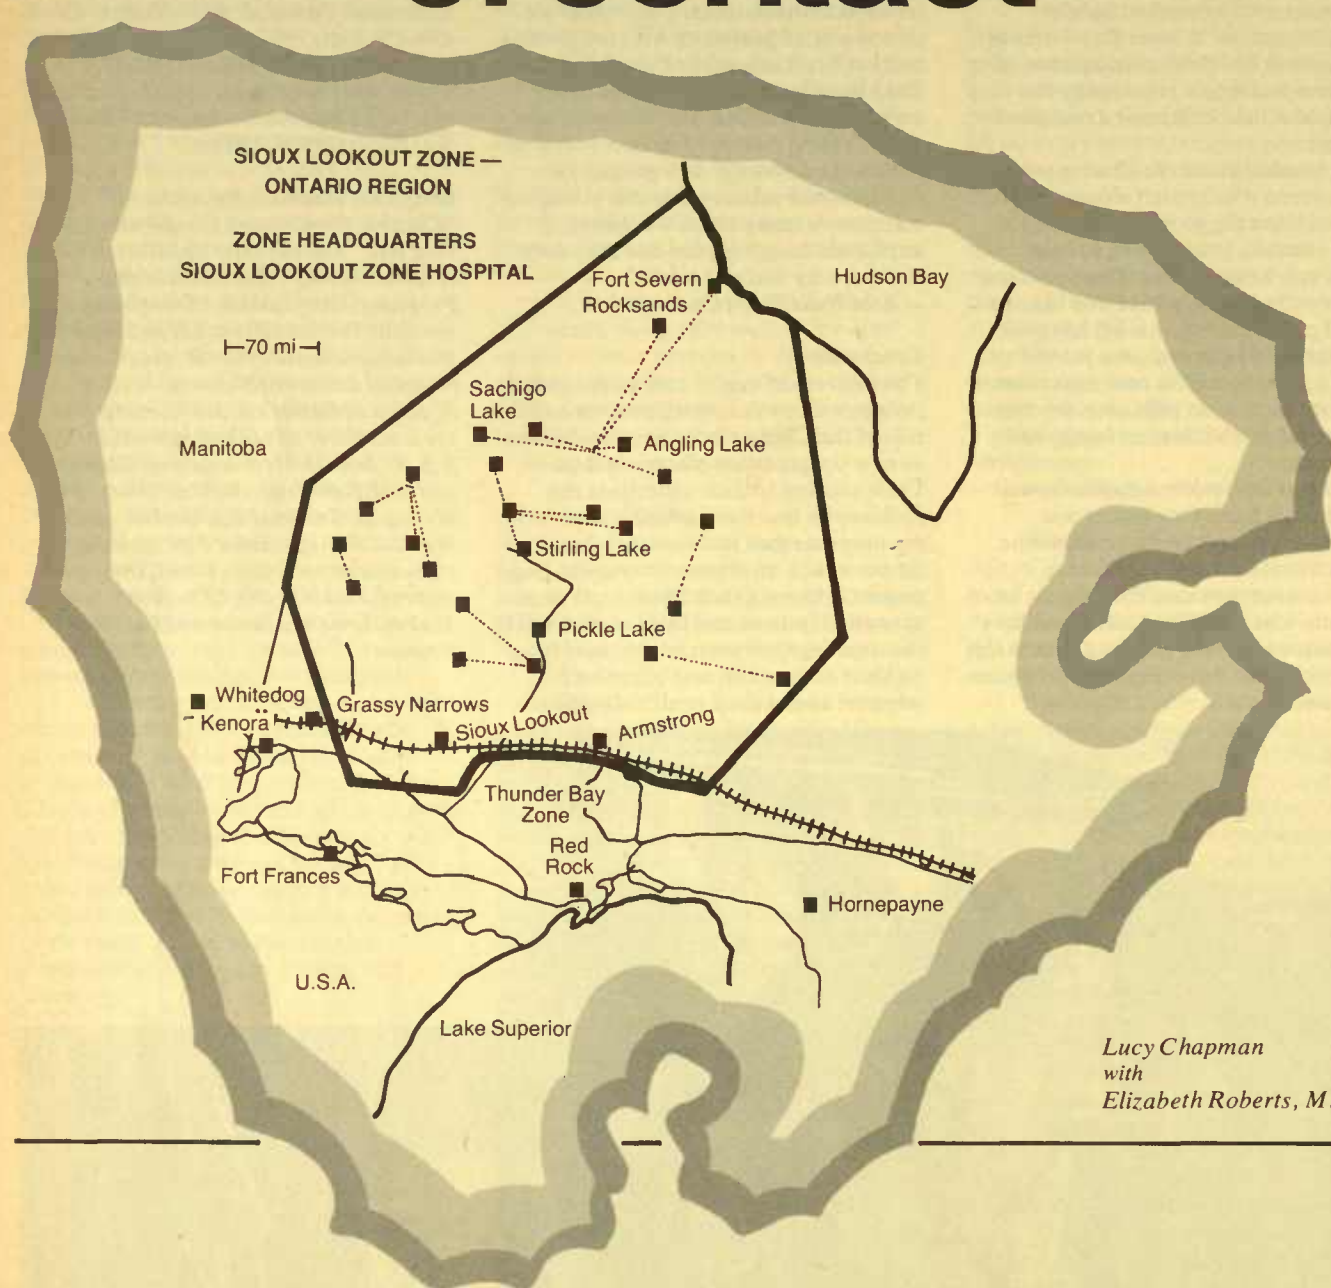 of contact
SIOUX LOOKOUT ZONE —
ONTARIO REGION
ZONE HEADQUARTERS
SIOUX LOOKOUT ZONE HOSPITAL
70 mi
Fort Severn
Rocksands
Hudson Bay
Sachigo
Lake
Manitoba
Angling Lake
Stirling Lake
Pickle Lake
Whitedog
Grassy Narrows
Kenora
Sioux Lookout
Armstrong
Thunder Bay
Zone
Red
Rock
Fort Frances
Hornepayne
U.S.A.
Lake Superior
Lucy Chapman
with
Elizabeth Roberts, M